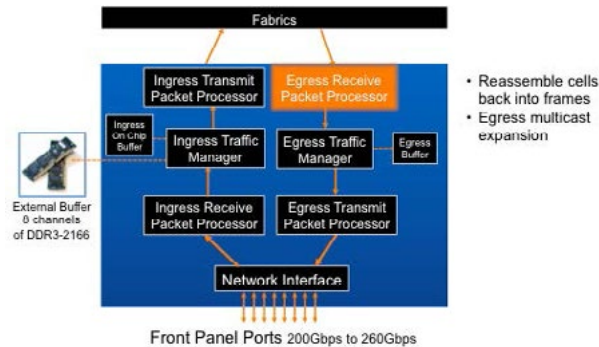 Fabrics
Ingress Transmit
Packet Processor
Egress Receive
Packet Processor
• Reassemble cells
back into frames
• Egress multicast
expansion
Ingress
On Chip
Buffer
Ingress Traffic
Manager
Egress Traffic
Manager
Egress
Buffer
External Buffer
channels
of DDR3-2166
Ingress Receive
Packet Processor
Egress Transmit
Packet Processor
Network Interface
Front Panel Ports 200Gbps to 260Gbps